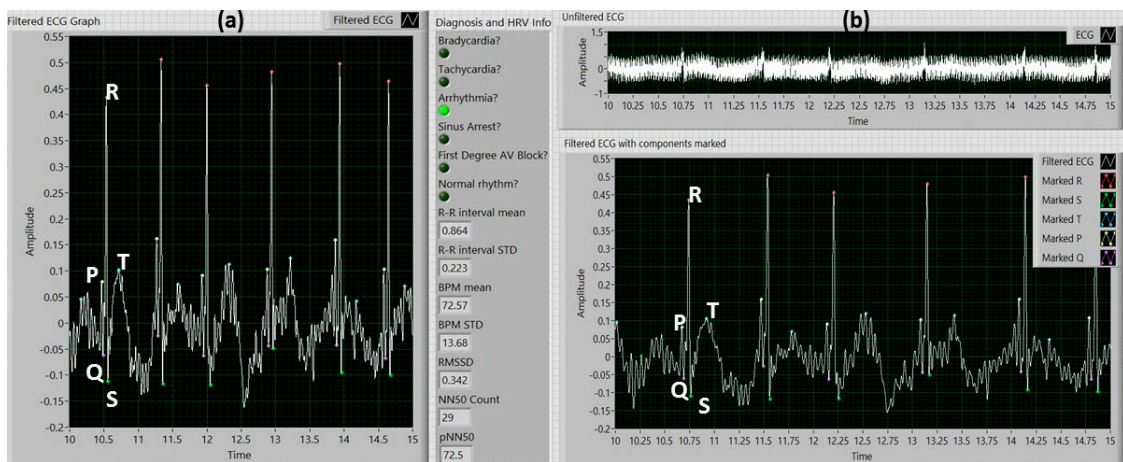 Filtered ECG Graph
(a)
Filtered ECG
Amplitude
0.55
0.5
0.45
0.4
0.35
0.3
0.25
0.2
0.15
0.1
0.05
0
-0.05
-0.1
-0.15
-0.2
R
P
T
Q
S
10 10.5 11 11.5 12 12.5 13 13.5 14 14.5 15
Time
Diagnosis and HRV Info
Bradycardia?
Tachycardia?
Arrhythmia?
Sinus Arrest?
First Degree AV Block?
Normal rhythm?
R-R interval mean
0.864
R-R interval STD
0.223
BPM mean
72.57
BPM STD
13.68
RMSSD
0.342
NN50 Count
29
pNN50
72.5
Unfiltered ECG
(b)
ECG
Amplitude
1.5
1
0
-1
10 10.25 10.5 10.75 11 11.25 11.5 11.75 12 12.25 12.5 12.75 13 13.25 13.5 13.75 14 14.25 14.5 14.75 15
Time
Filtered ECG with components marked
Filtered ECG
Marked R
Marked S
Marked T
Marked P
Marked Q
Amplitude
0.55
0.5
0.45
0.4
0.35
0.3
0.25
0.2
0.15
0.1
0.05
0
-0.05
-0.1
-0.15
-0.2
R
P
T
Q
S
10 10.25 10.5 10.75 11 11.25 11.5 11.75 12 12.25 12.5 12.75 13 13.25 13.5 13.75 14 14.25 14.5 14.75 15
Time